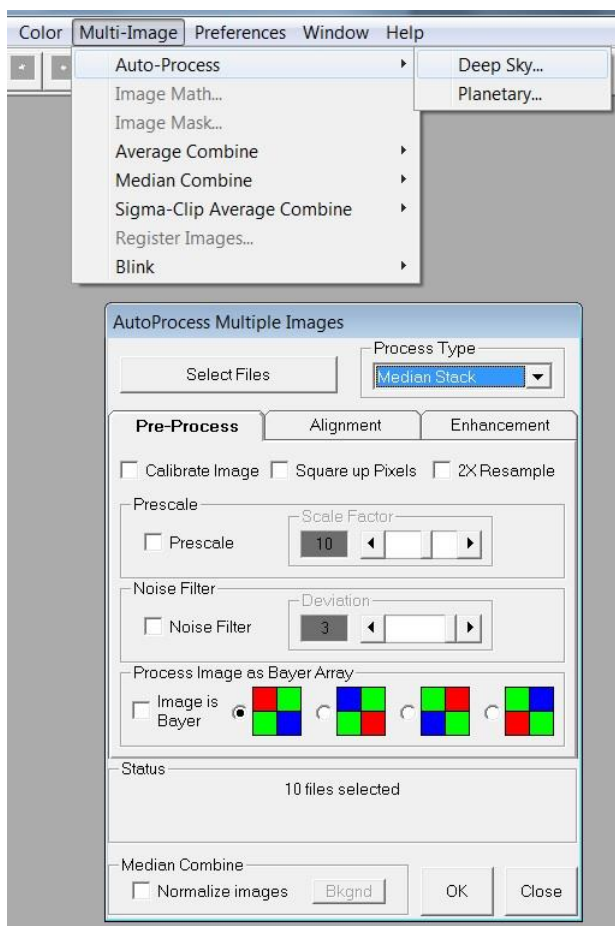 Color Multi-Image Preferences Window Help
Auto-Process
Deep Sky...
Planetary...
Image Math...
Image Mask...
Average Combine
Median Combine
Sigma-Clip Average Combine
Register Images...
Blink
AutoProcess Multiple Images
Select Files
Process Type
Median Stack
Pre-Process Alignment Enhancement
Calibrate Image Square up Pixels 2X Resample
Prescale
Scale Factor
Prescale 10
Noise Filter
Deviation
Noise Filter 3
Process Image as Bayer Array
Image is
Bayer
Status
10 files selected
Median Combine
Normalize images Bkgnd OK Close